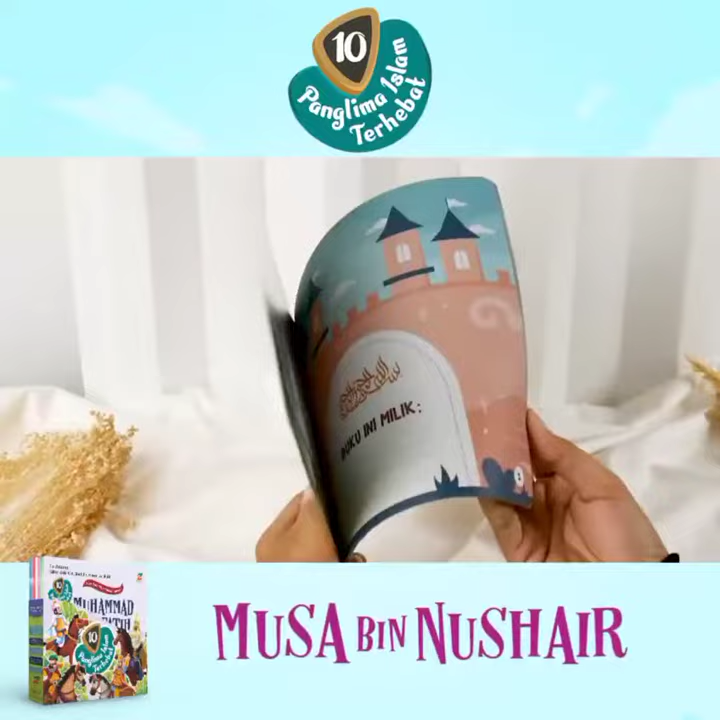 10
Panglima Islam
Terhebat
بسم الله الرحمن الرحيم
BUKU INI MILIK:
MUHAMMAD
10
Panglima Islam
Terhebat
MUSA BIN NUSHAIR